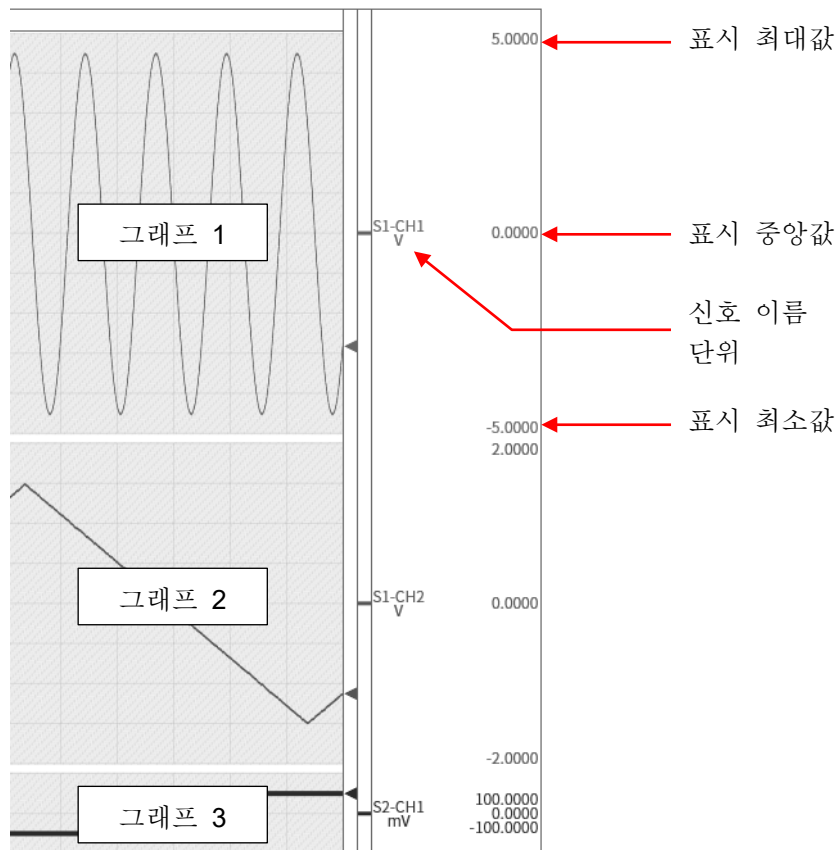 5.0000
표시 최대값
그래프 1
S1-CH1
V
0.0000
표시 중앙값
신호 이름
단위
-5.0000
표시 최소값
2.0000
그래프 2
S1-CH2
V
0.0000
-2.0000
그래프 3
S2-CH1
mV
100.0000
0.0000
-100.0000